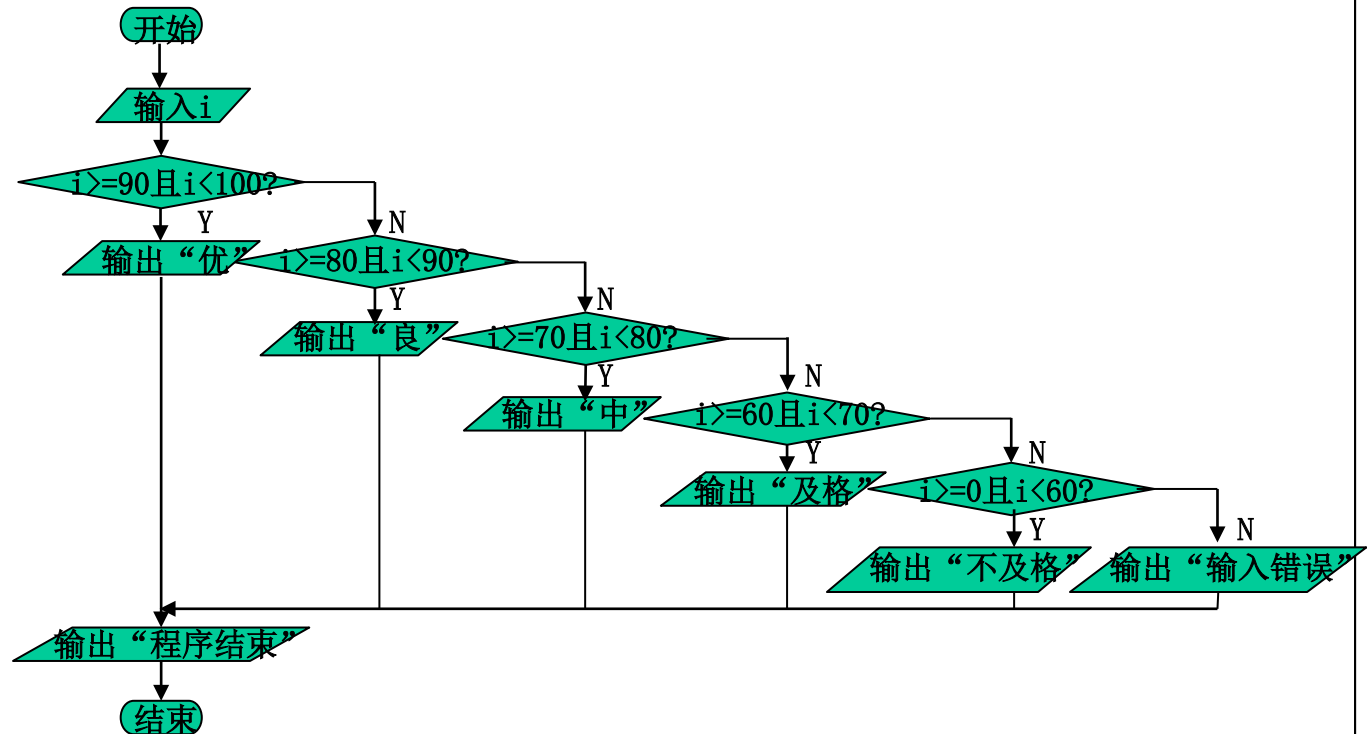 开始
输入i
i>=90且i<100?
Y
N
输出“优”
i>=80且i<90?
Y
N
输出“良”
i>=70且i<80?
Y
N
输出“中”
i>=60且i<70?
Y
N
输出“及格”
i>=0且i<60?
Y
N
输出“不及格”
输出“输入错误”
输出“程序结束”
结束